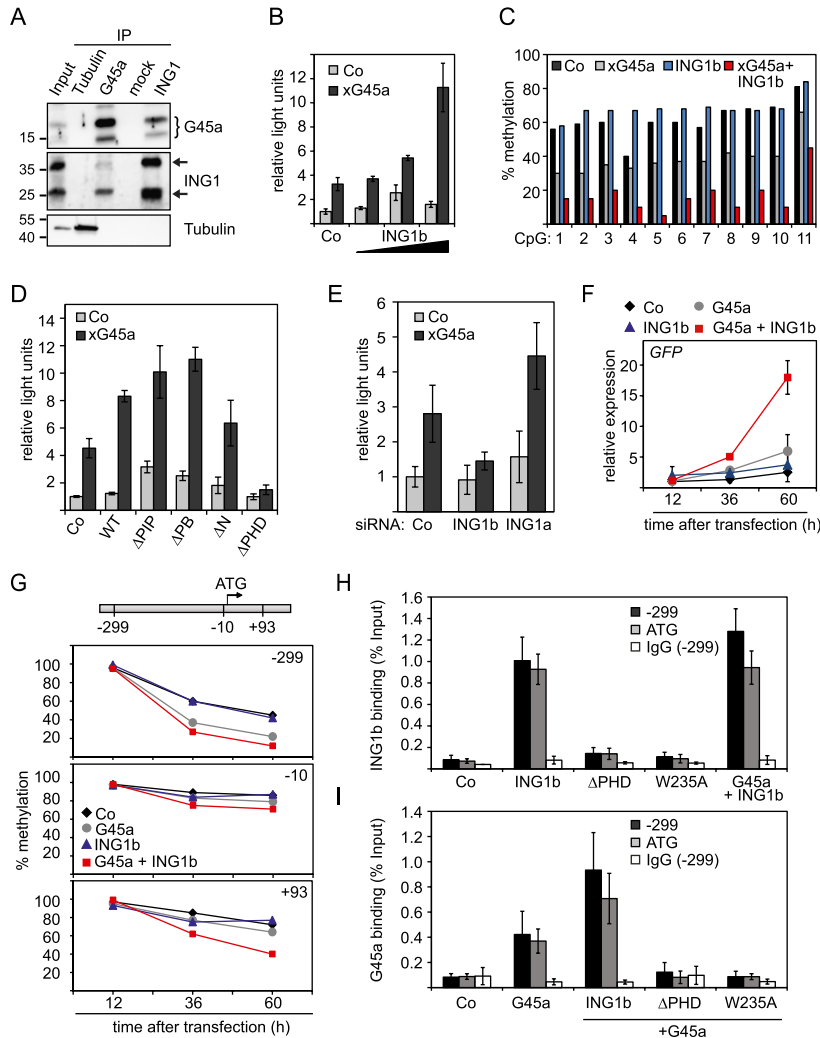 A
IP
Input
Tubulin
G45a
mock
ING1
15
G45a
35
25
ING1
55
40
Tubulin
B
relative light units
12
10
8
6
4
2
Co
xG45a
Co
ING1b
C
% methylation
100
80
60
40
20
0
Co
xG45a
ING1b
xG45a+
ING1b
CpG: 1 2 3 4 5 6 7 8 9 10 11
D
relative light units
14
12
10
8
6
4
2
0
Co
xG45a
Co
WT
ΔPIP
ΔPB
ΔN
ΔPHD
E
relative light units
6
5
4
3
2
1
0
Co
xG45a
siRNA: Co ING1b ING1a
F
Co
G45a
ING1b
G45a + ING1b
GFP
relative expression
20
15
10
5
12 36 60
time after transfection (h)
G
ATG
-299 -10 +93
% methylation
-299
100
80
60
40
20
-10
100
80
60
40
20
Co
G45a
ING1b
G45a + ING1b
+93
100
80
60
40
20
12 36 60
time after transfection (h)
H
ING1b binding (% Input)
1.6
1.4
1.2
1.0
0.8
0.6
0.4
0.2
-299
ATG
IgG (-299)
Co ING1b ΔPHD W235A G45a
+ ING1b
I
G45a binding (% Input)
1.4
1.2
1.0
0.8
0.6
0.4
0.2
-299
ATG
IgG (-299)
Co G45a ING1b ΔPHD W235A
+G45a